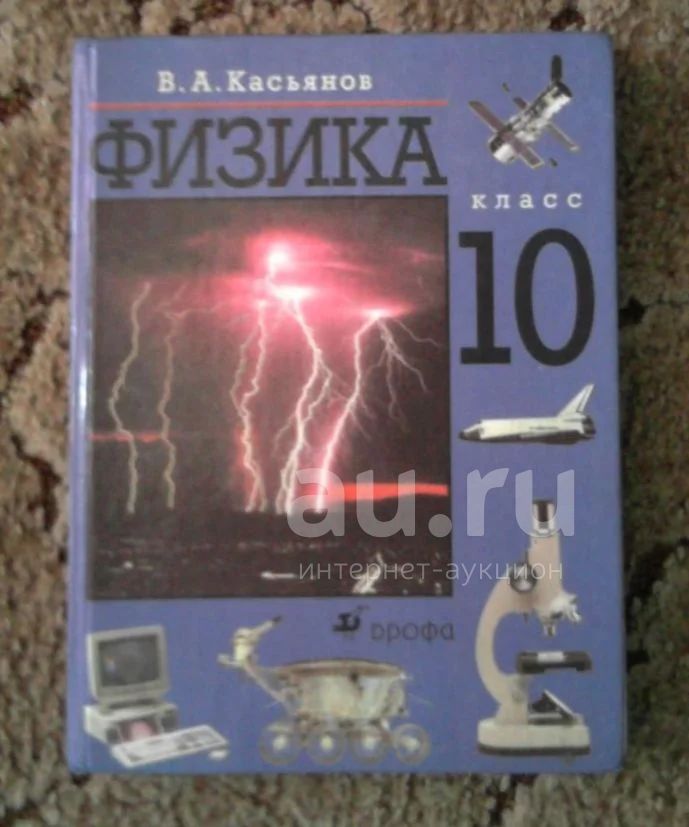 В.А.Касьянов
ФИЗИКА
класс
10
au.ru
интернет-аукцион
дрофа